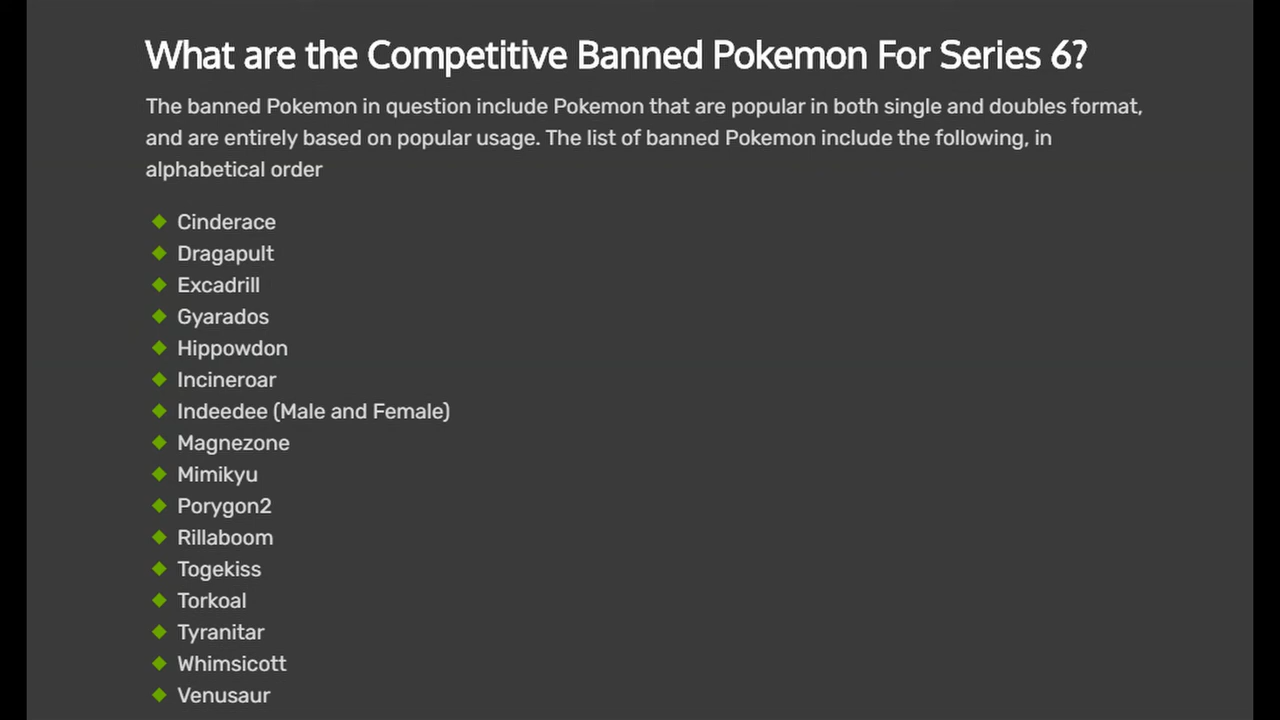 What are the Competitive Banned Pokemon For Series 6?
The banned Pokemon in question include Pokemon that are popular in both single and doubles format,
and are entirely based on popular usage. The list of banned Pokemon include the following, in
alphabetical order
Cinderace
Dragapult
Excadrill
Gyarados
Hippowdon
Incineroar
Indeedee (Male and Female)
Magnezone
Mimikyu
Porygon2
Rillaboom
Togekiss
Torkoal
Tyranitar
Whimsicott
Venusaur